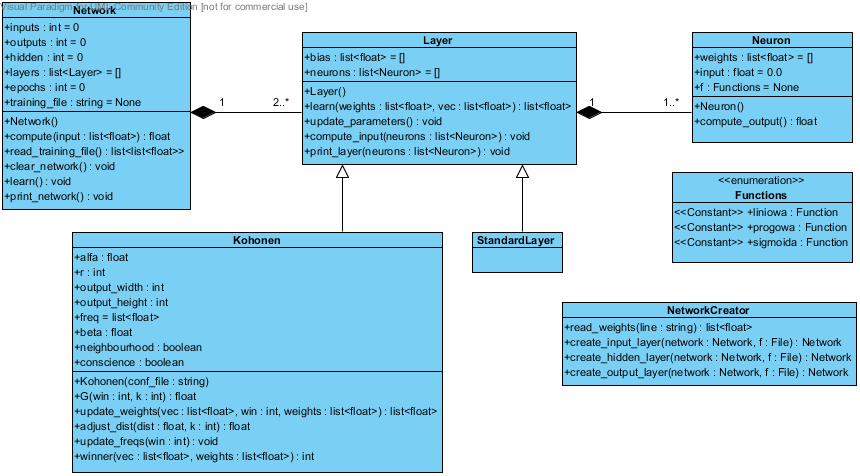 Visual Paradigm for UML Community Edition [not for commercial use]
Network
+inputs : int = 0
+outputs : int = 0
+hidden : int = 0
+layers : list<Layer> = []
+epochs : int = 0
+training_file : string = None
+Network()
+compute(input : list<float>) : float
+read_training_file() : list<list<float>>
+clear_network() : void
+learn() : void
+print_network() : void
1
2..*
Layer
+bias : list<float> = []
+neurons : list<Neuron> = []
+Layer()
+learn(weights : list<float>, vec : list<float>) : list<float>
+update_parameters() : void
+compute_input(neurons : list<Neuron>) : void
+print_layer(neurons : list<Neuron>) : void
1
1..*
Neuron
+weights : list<float> = []
+input : float = 0.0
+f : Functions = None
+Neuron()
+compute_output() : float
<<enumeration>>
Functions
<<Constant>> +liniowa : Function
<<Constant>> +progowa : Function
<<Constant>> +sigmoida : Function
Kohonen
+alfa : float
+r : int
+output_width : int
+output_height : int
+freq = list<float>
+beta : float
+neighbourhood : boolean
+conscience : boolean
+Kohonen(conf_file : string)
+G(win : int, k : int) : float
+update_weights(vec : list<float>, win : int, weights : list<float>) : list<float>
+adjust_dist(dist : float, k : int) : float
+update_freqs(win : int) : void
+winner(vec : list<float>, weights : list<float>) : int
StandardLayer
NetworkCreator
+read_weights(line : string) : list<float>
+create_input_layer(network : Network, f : File) : Network
+create_hidden_layer(network : Network, f : File) : Network
+create_output_layer(network : Network, f : File) : Network